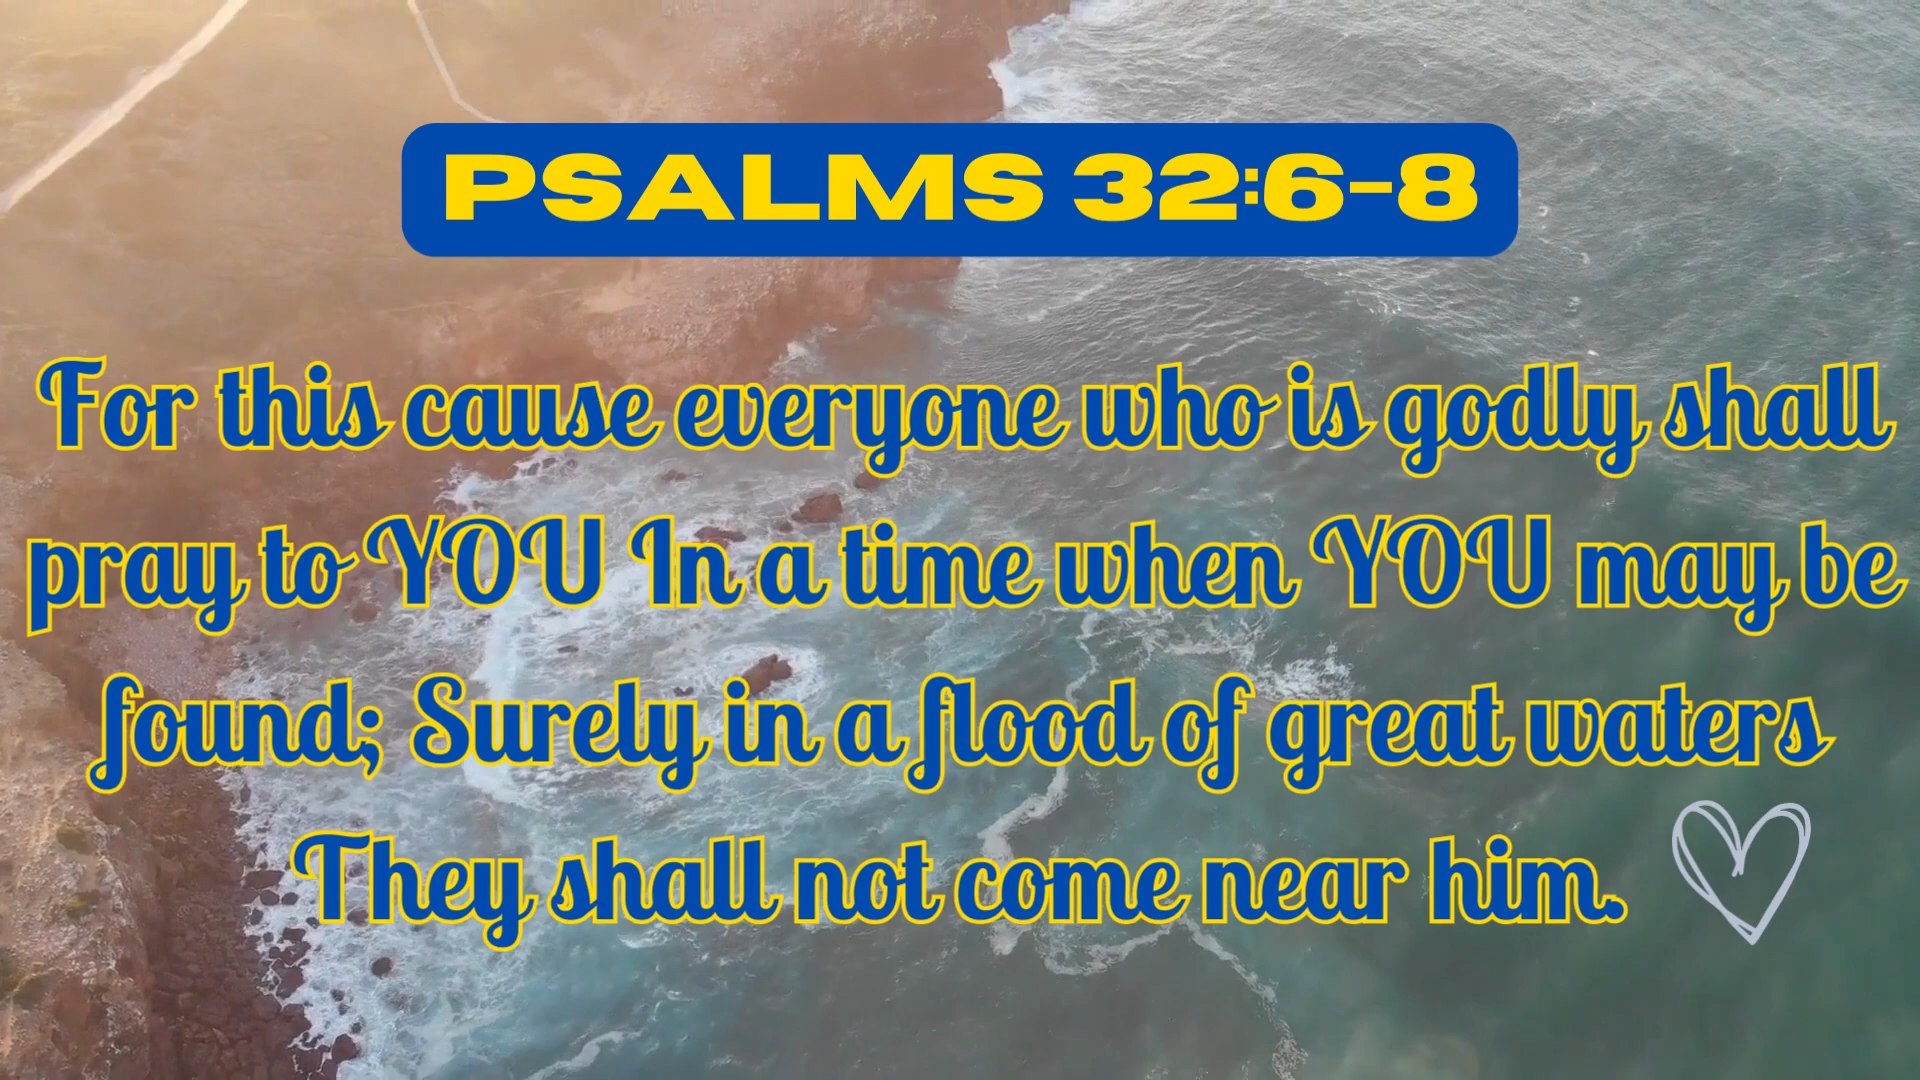 PSALMS 32:6-8
For this cause everyone who is godly shall
pray to YOU In a time when YOU may be
found; Surely in a flood of great waters
They shall not come near him.